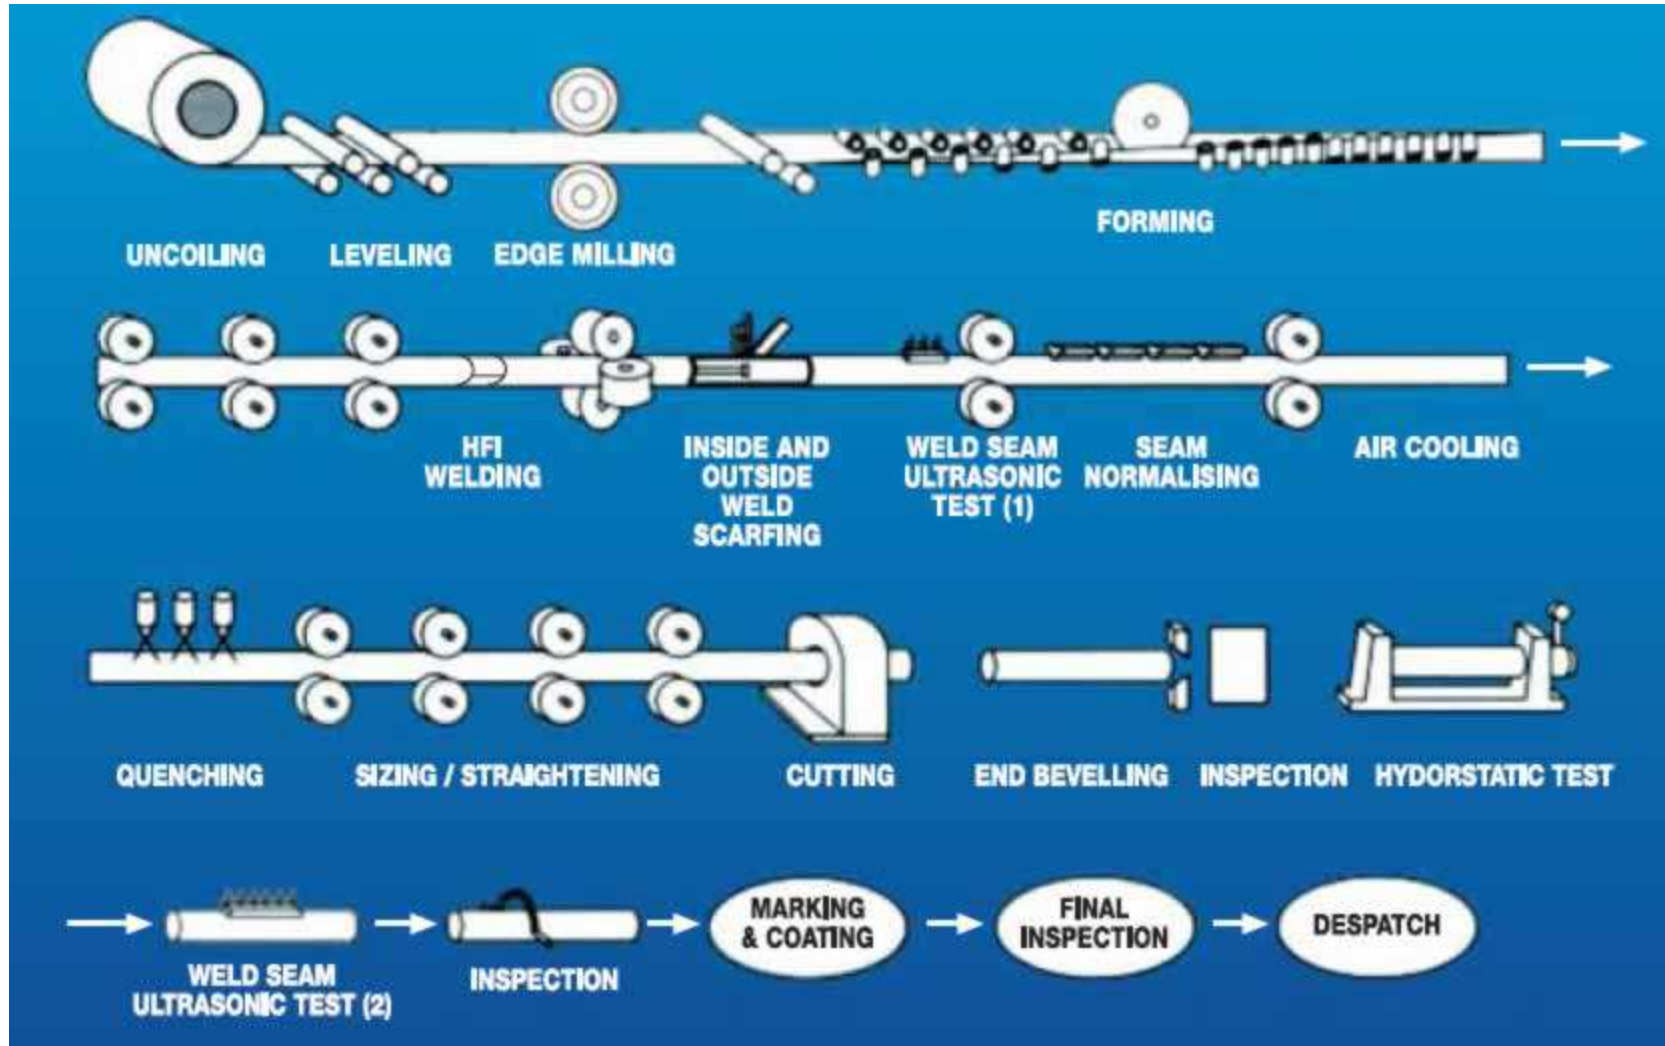 UNCOILING
LEVELING
EDGE MILLING
FORMING
HFI
WELDING
INSIDE AND
OUTSIDE
WELD
SCARFING
WELD SEAM
ULTRASONIC
TEST (1)
SEAM
NORMALISING
AIR COOLING
QUENCHING
SIZING / STRAIGHTENING
CUTTING
END BEVELLING
INSPECTION
HYDORSTATIC TEST
WELD SEAM
ULTRASONIC TEST (2)
INSPECTION
MARKING
& COATING
FINAL
INSPECTION
DESPATCH